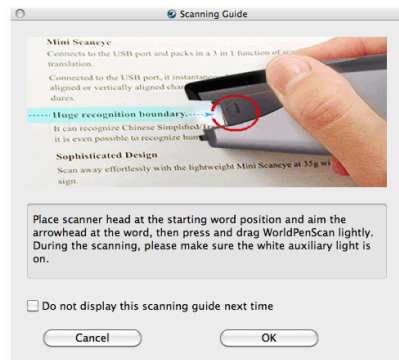 Scanning Guide
Mini Scaneye
Connects to the USB port and packs in a 3 in 1 function of
translation.
Connected to the USB port, it
aligned or vertically aligned
dures.
Huge recognition boundary.
It can recognize Chinese Simplified
it is even possible to recognize
Sophisticated Design
Scan away effortlessly with the lightweight Mini Scaneye at 35g
sign.
Place scanner head at the starting word position and aim the
arrowhead at the word, then press and drag WorldPenScan lightly.
During the scanning, please make sure the white auxiliary light is
on.
Do not display this scanning guide next time
Cancel
OK